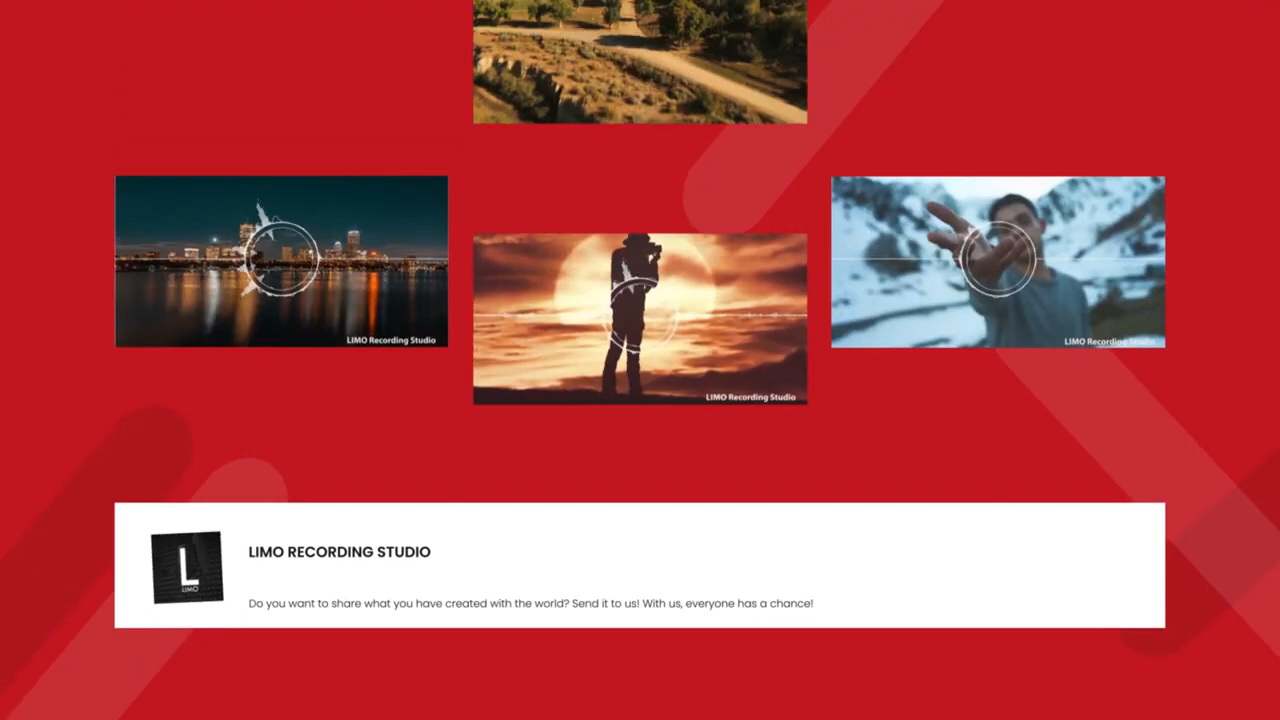 LIMO Recording Studio
LIMO Recording Studio
LIMO Recording Studio
L
LIMO
LIMO RECORDING STUDIO
Do you want to share what you have created with the world? Send it to us! With us, everyone has a chance!